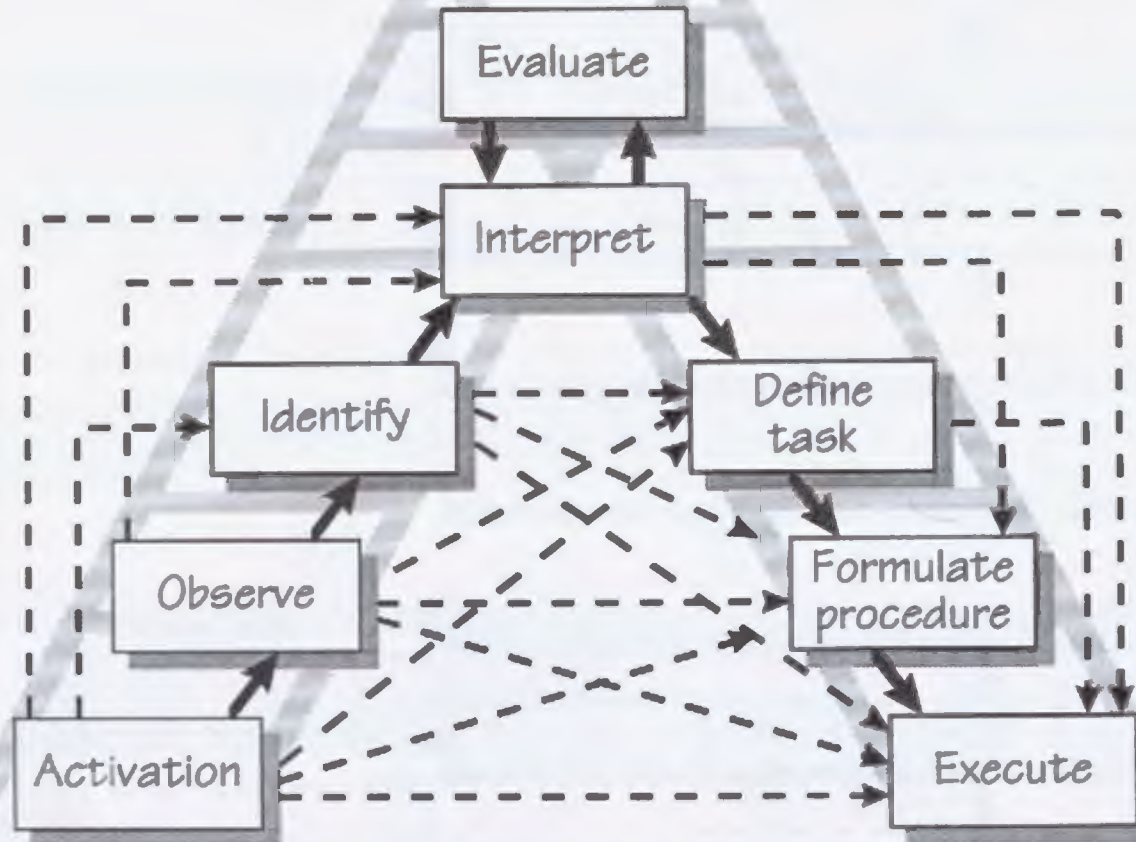 Evaluate
Interpret
Identify
Define
task
Observe
Formulate
procedure
Activation
Execute